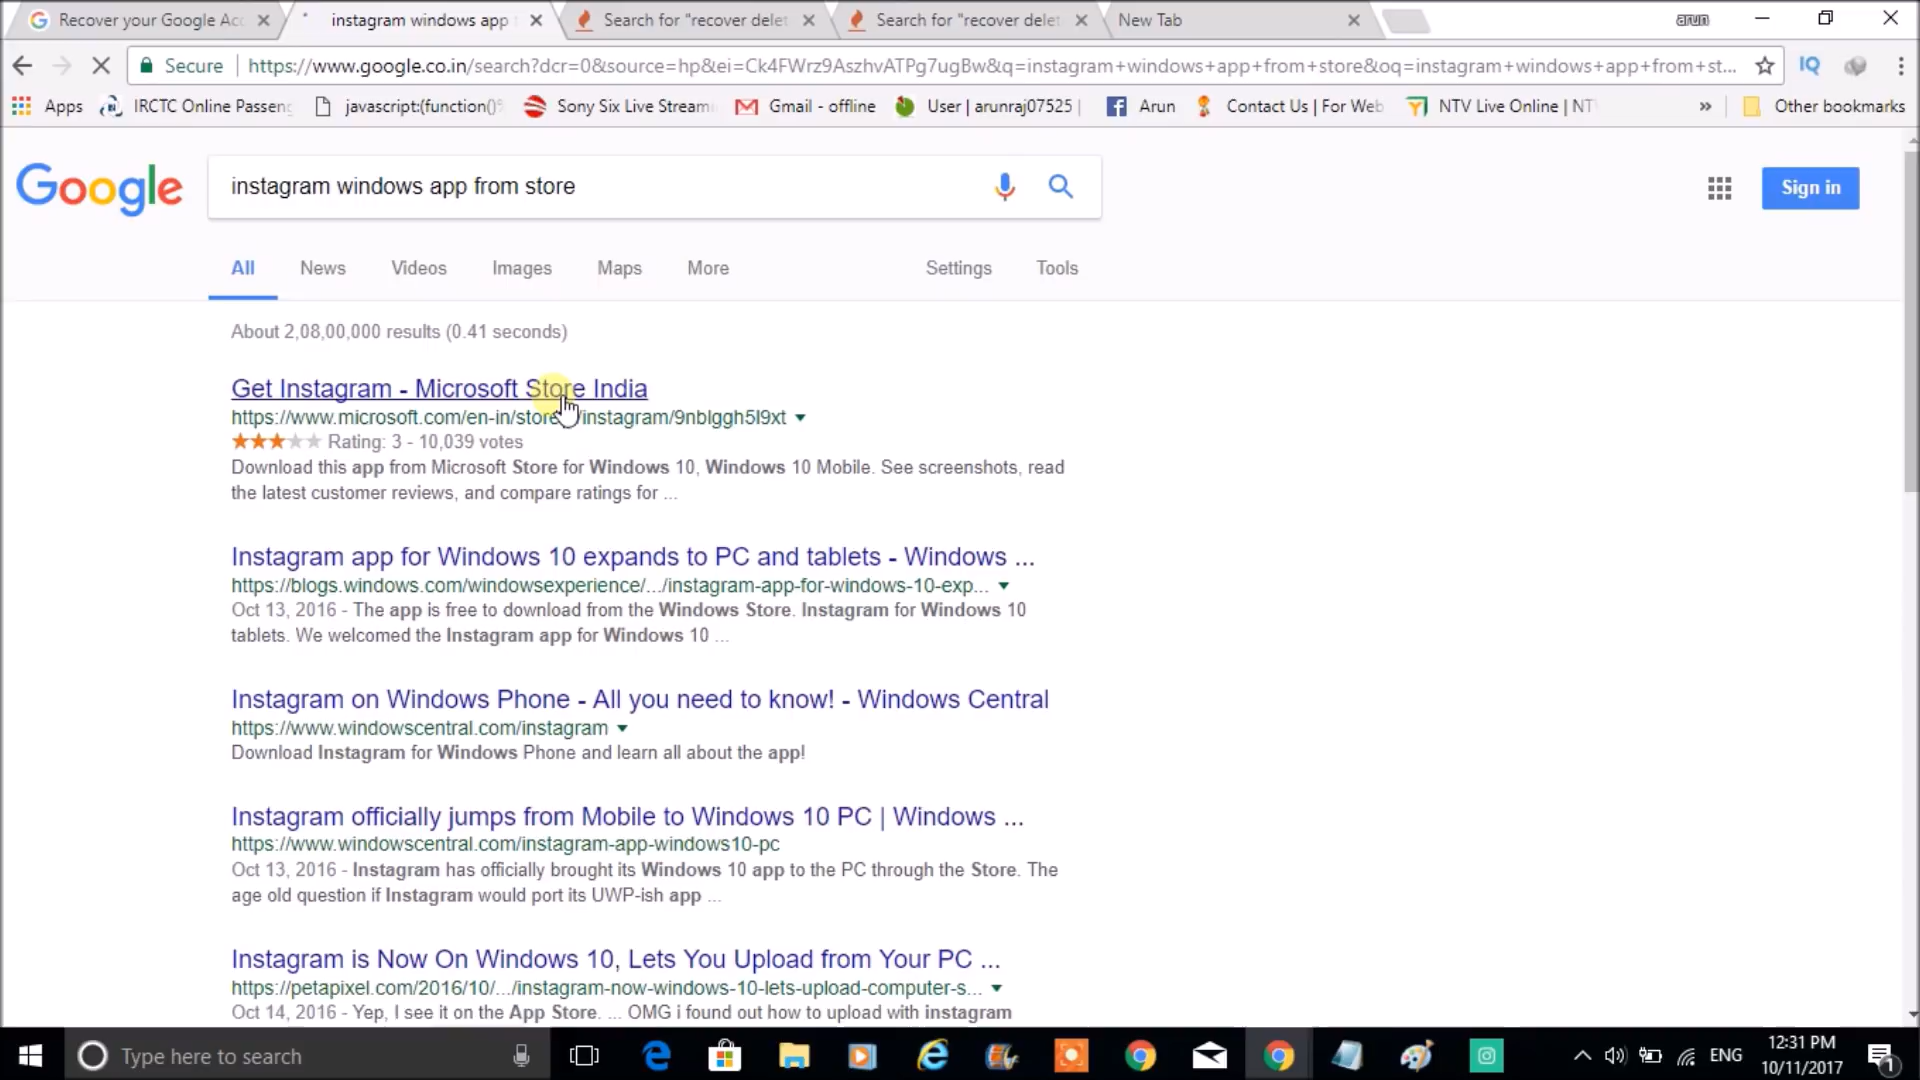 Recover your Google Acc
instagram windows app f
Search for "recover delet
Search for "recover delet
New Tab
arun
Secure
https://www.google.co.in/search?dcr=0&source=hp&ei=Ck4FWrz9AszhvATPg7ugBw&q=instagram+windows+app+from+store&oq=instagram+windows+app+from+st...
IQ
Apps
IRCTC Online Passeng
javascript:(function()%
Sony Six Live Stream
Gmail - offline
User | arunraj07525 |
Arun
Contact Us | For Web
NTV Live Online | NT
»
Other bookmarks
Google
instagram windows app from store
Sign in
All
News
Videos
Images
Maps
More
Settings
Tools
About 2,08,00,000 results (0.41 seconds)
Get Instagram - Microsoft Store India
https://www.microsoft.com/en-in/store/ /instagram/9nblggh5l9xt
Rating: 3 - 10,039 votes
Download this app from Microsoft Store for Windows 10, Windows 10 Mobile. See screenshots, read
the latest customer reviews, and compare ratings for ...
Instagram app for Windows 10 expands to PC and tablets - Windows ...
https://blogs.windows.com/windowsexperience/.../instagram-app-for-windows-10-exp...
Oct 13, 2016 - The app is free to download from the Windows Store. Instagram for Windows 10
tablets. We welcomed the Instagram app for Windows 10 ...
Instagram on Windows Phone - All you need to know! - Windows Central
https://www.windowscentral.com/instagram
Download Instagram for Windows Phone and learn all about the app!
Instagram officially jumps from Mobile to Windows 10 PC | Windows ...
https://www.windowscentral.com/instagram-app-windows10-pc
Oct 13, 2016 - Instagram has officially brought its Windows 10 app to the PC through the Store. The
age old question if Instagram would port its UWP-ish app ...
Instagram is Now On Windows 10, Lets You Upload from Your PC ...
https://petapixel.com/2016/10/.../instagram-now-windows-10-lets-upload-computer-s...
Oct 14, 2016 - Yep, I see it on the App Store. ... OMG i found out how to upload with instagram
Type here to search
ENG
12:31 PM
10/11/2017
1